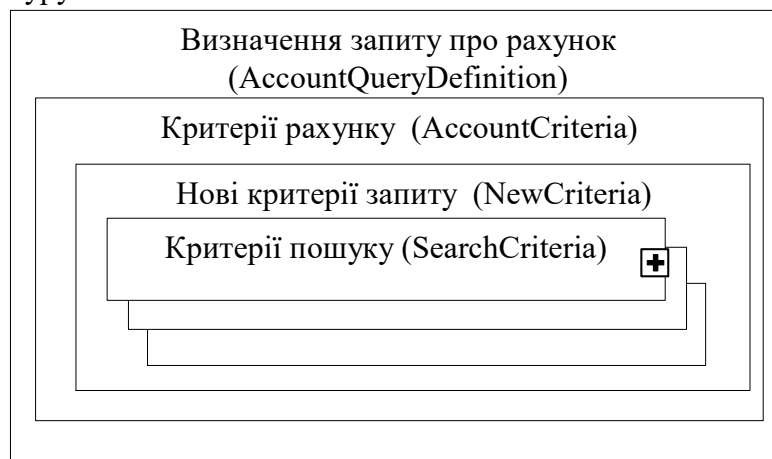 Визначення запиту про рахунок
(AccountQueryDefinition)
Критерії рахунку (AccountCriteria)
Нові критерії запиту (NewCriteria)
Критерії пошуку (SearchCriteria)